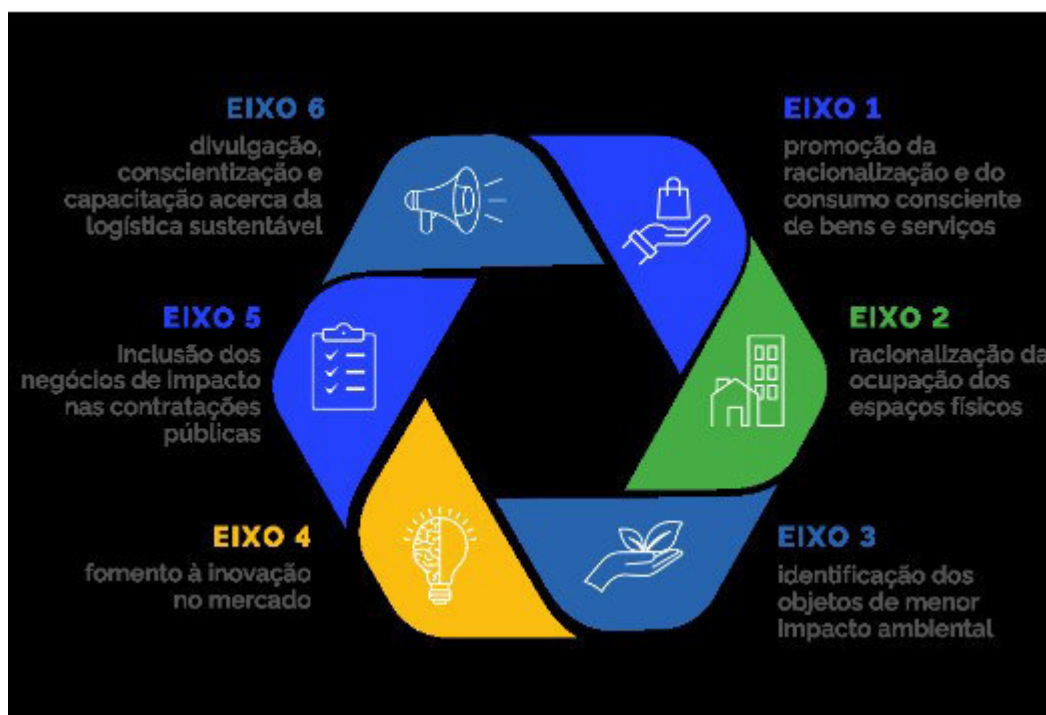 EIXO 6
divulgação,
conscientização e
capacitação acerca da
logística sustentável
EIXO 1
promoção da
racionalização e do
consumo consciente
de bens e serviços
EIXO 5
inclusão dos
negócios de impacto
nas contratações
públicas
EIXO 2
racionalização da
ocupação dos
espaços físicos
EIXO 4
fomento à inovação
no mercado
EIXO 3
identificação dos
objetos de menor
impacto ambiental